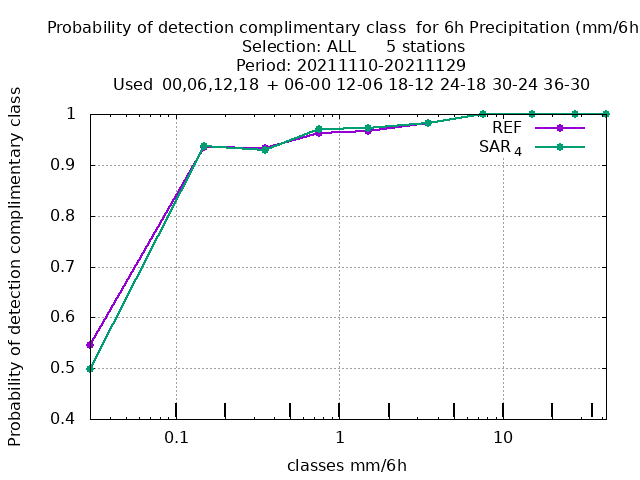 Probability of detection complimentary class for 6h Precipitation (mm/6h
Selection: ALL 5 stations
Period: 20211110-20211129
Used 00,06,12,18 + 06-00 12-06 18-12 24-18 30-24 36-30
Probability of detection complimentary class
1
0.9
0.8
0.7
0.6
0.5
0.4
REF
SAR 4
0.1
1
10
classes mm/6h